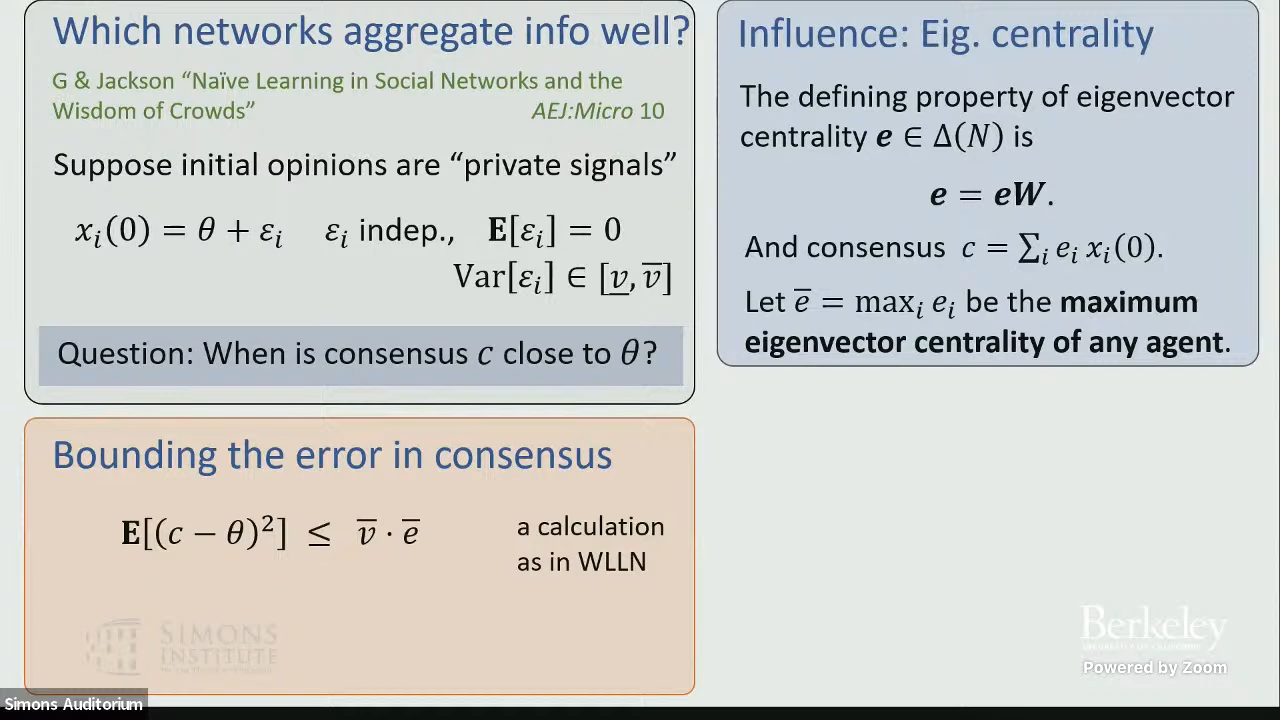 Which networks aggregate info well?
G & Jackson “Naïve Learning in Social Networks and the
Wisdom of Crowds” AEJ:Micro 10
Suppose initial opinions are “private signals”
x_i(0) = θ + ε_i ε_i indep., E[ε_i] = 0
Var[ε_i] ∈ [v̲, v̅]
Question: When is consensus c close to θ?
Influence: Eig. centrality
The defining property of eigenvector
centrality e ∈ Δ(N) is
e = eW.
And consensus c = ∑_i e_i x_i(0).
Let e̅ = max_i e_i be the maximum
eigenvector centrality of any agent.
Bounding the error in consensus
E[(c − θ)²] ≤ v̅ · e̅ a calculation
as in WLLN
SIMONS
INSTITUTE
Berkeley
Powered by Zoom
Simons Auditorium